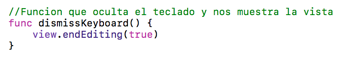 //Funcion que oculta el teclado y nos muestra la vista
func dismissKeyboard() {
    view.endEditing(true)
}